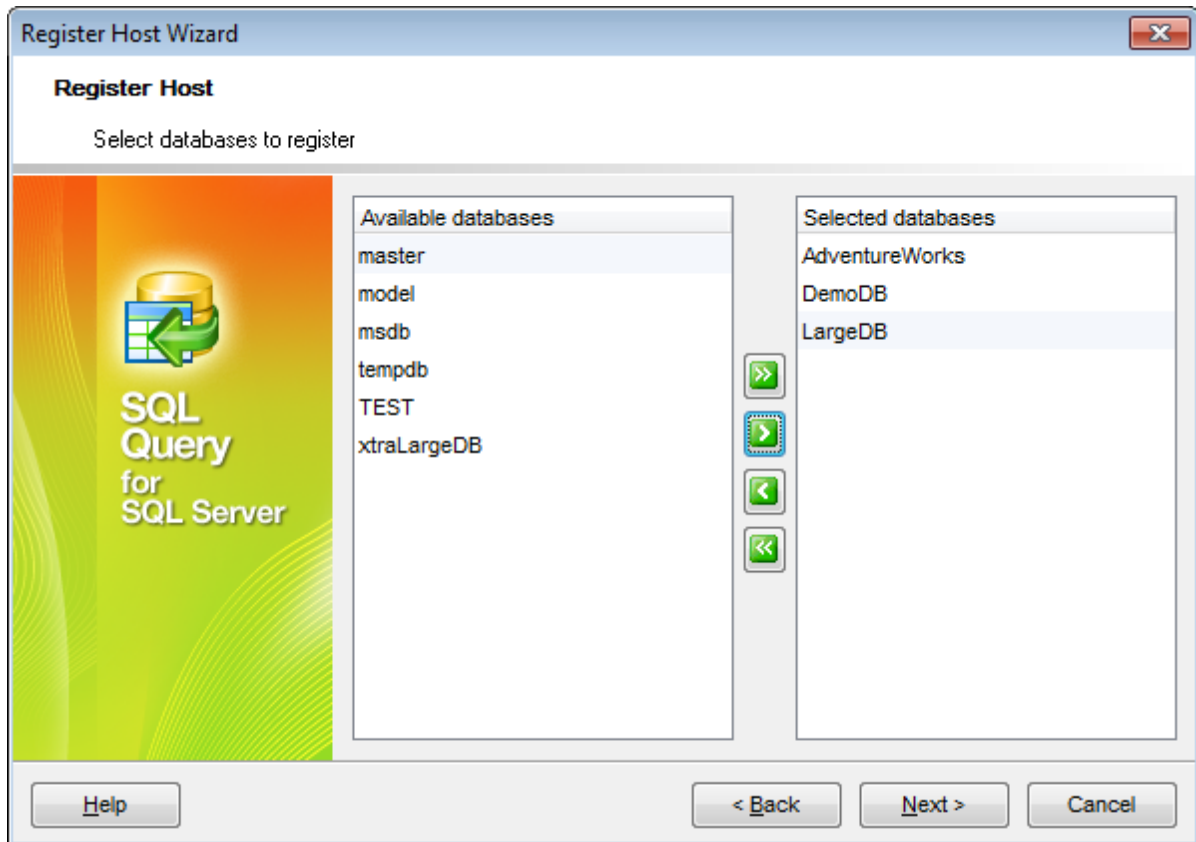 Register Host Wizard
Register Host
Select databases to register
SQL
Query
for
SQL Server
Available databases
master
model
msdb
tempdb
TEST
xtraLargeDB
Selected databases
AdventureWorks
DemoDB
LargeDB
Help
< Back
Next >
Cancel